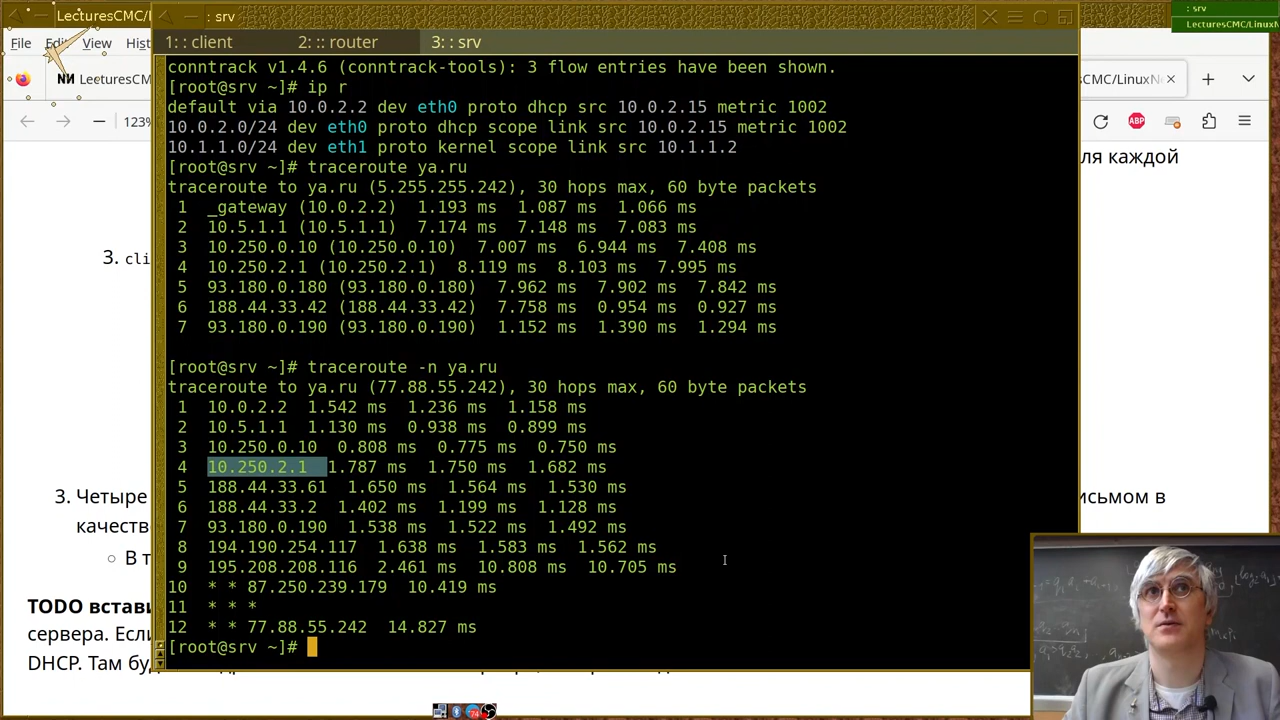 LecturesCMC/
: srv
: srv
LecturesCMC/Linux
File Edit View Hist
1: : client
2: :: router
3: : srv
LecturesCMC
LecturesCMC/LinuxNe
123%
conntrack v1.4.6 (conntrack-tools): 3 flow entries have been shown.
[root@srv ~]# ip r
default via 10.0.2.2 dev eth0 proto dhcp src 10.0.2.15 metric 1002
10.0.2.0/24 dev eth0 proto dhcp scope link src 10.0.2.15 metric 1002
10.1.1.0/24 dev eth1 proto kernel scope link src 10.1.1.2
ля каждой
[root@srv ~]# traceroute ya.ru
traceroute to ya.ru (5.255.255.242), 30 hops max, 60 byte packets
1 _gateway (10.0.2.2) 1.193 ms 1.087 ms 1.066 ms
2 10.5.1.1 (10.5.1.1) 7.174 ms 7.148 ms 7.083 ms
3 10.250.0.10 (10.250.0.10) 7.007 ms 6.944 ms 7.408 ms
3. cli
4 10.250.2.1 (10.250.2.1) 8.119 ms 8.103 ms 7.995 ms
5 93.180.0.180 (93.180.0.180) 7.962 ms 7.902 ms 7.842 ms
6 188.44.33.42 (188.44.33.42) 7.758 ms 0.954 ms 0.927 ms
7 93.180.0.190 (93.180.0.190) 1.152 ms 1.390 ms 1.294 ms
[root@srv ~]# traceroute -n ya.ru
traceroute to ya.ru (77.88.55.242), 30 hops max, 60 byte packets
1 10.0.2.2 1.542 ms 1.236 ms 1.158 ms
2 10.5.1.1 1.130 ms 0.938 ms 0.899 ms
3 10.250.0.10 0.808 ms 0.775 ms 0.750 ms
4 10.250.2.1 1.787 ms 1.750 ms 1.682 ms
5 188.44.33.61 1.650 ms 1.564 ms 1.530 ms
6 188.44.33.2 1.402 ms 1.199 ms 1.128 ms
7 93.180.0.190 1.538 ms 1.522 ms 1.492 ms
8 194.190.254.117 1.638 ms 1.583 ms 1.562 ms
9 195.208.208.116 2.461 ms 10.808 ms 10.705 ms
10 * * 87.250.239.179 10.419 ms
11 * * *
12 * * 77.88.55.242 14.827 ms
[root@srv ~]#
3. Четыре
исьмом в
качестве
В т
TODO встави
сервера. Если
DHCP. Там бу
74